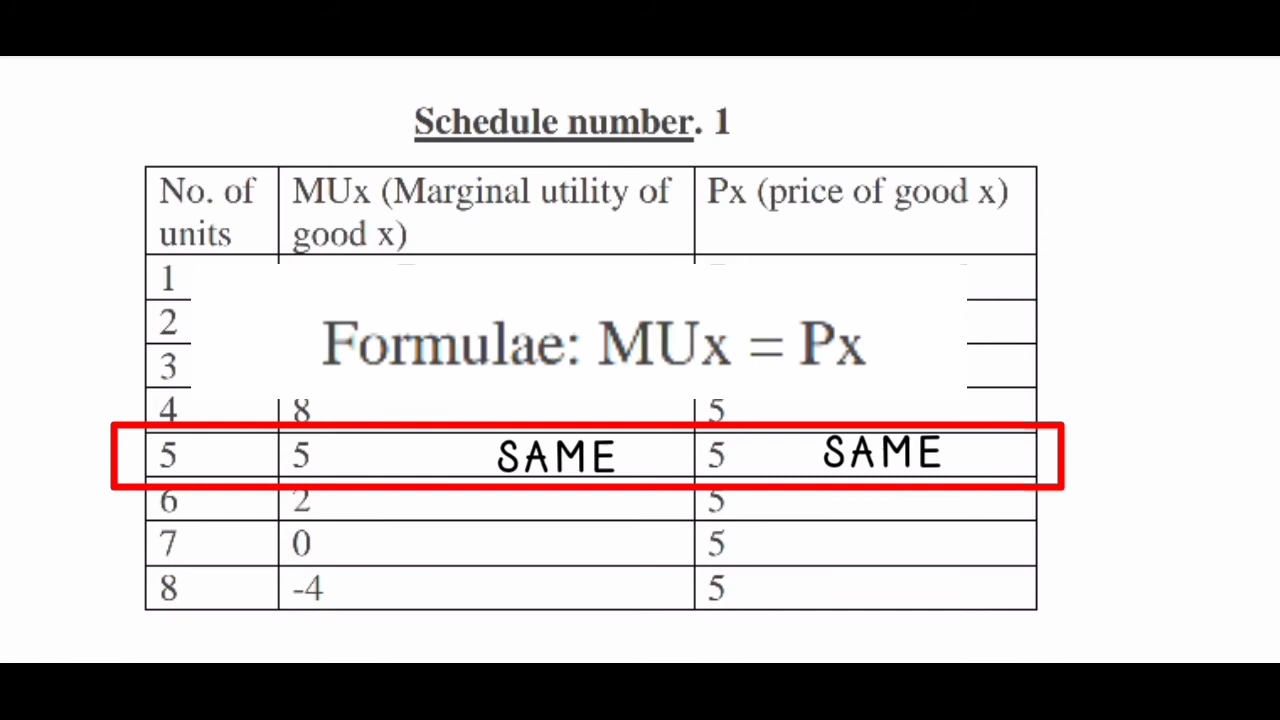 Schedule number. 1
No. of units MUx (Marginal utility of good x) Px (price of good x)
1
2
3
Formulae: MUx = Px
4 8 5
5 5 SAME 5 SAME
6 2 5
7 0 5
8 -4 5